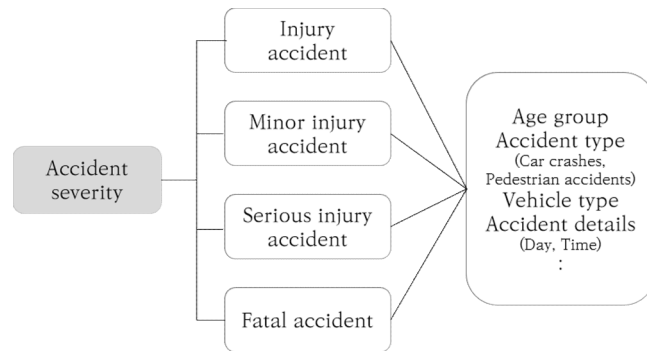 Accident
severity
Injury
accident
Minor injury
accident
Serious injury
accident
Fatal accident
Age group
Accident type
(Car crashes,
Pedestrian accidents)
Vehicle type
Accident details
(Day, Time)
: